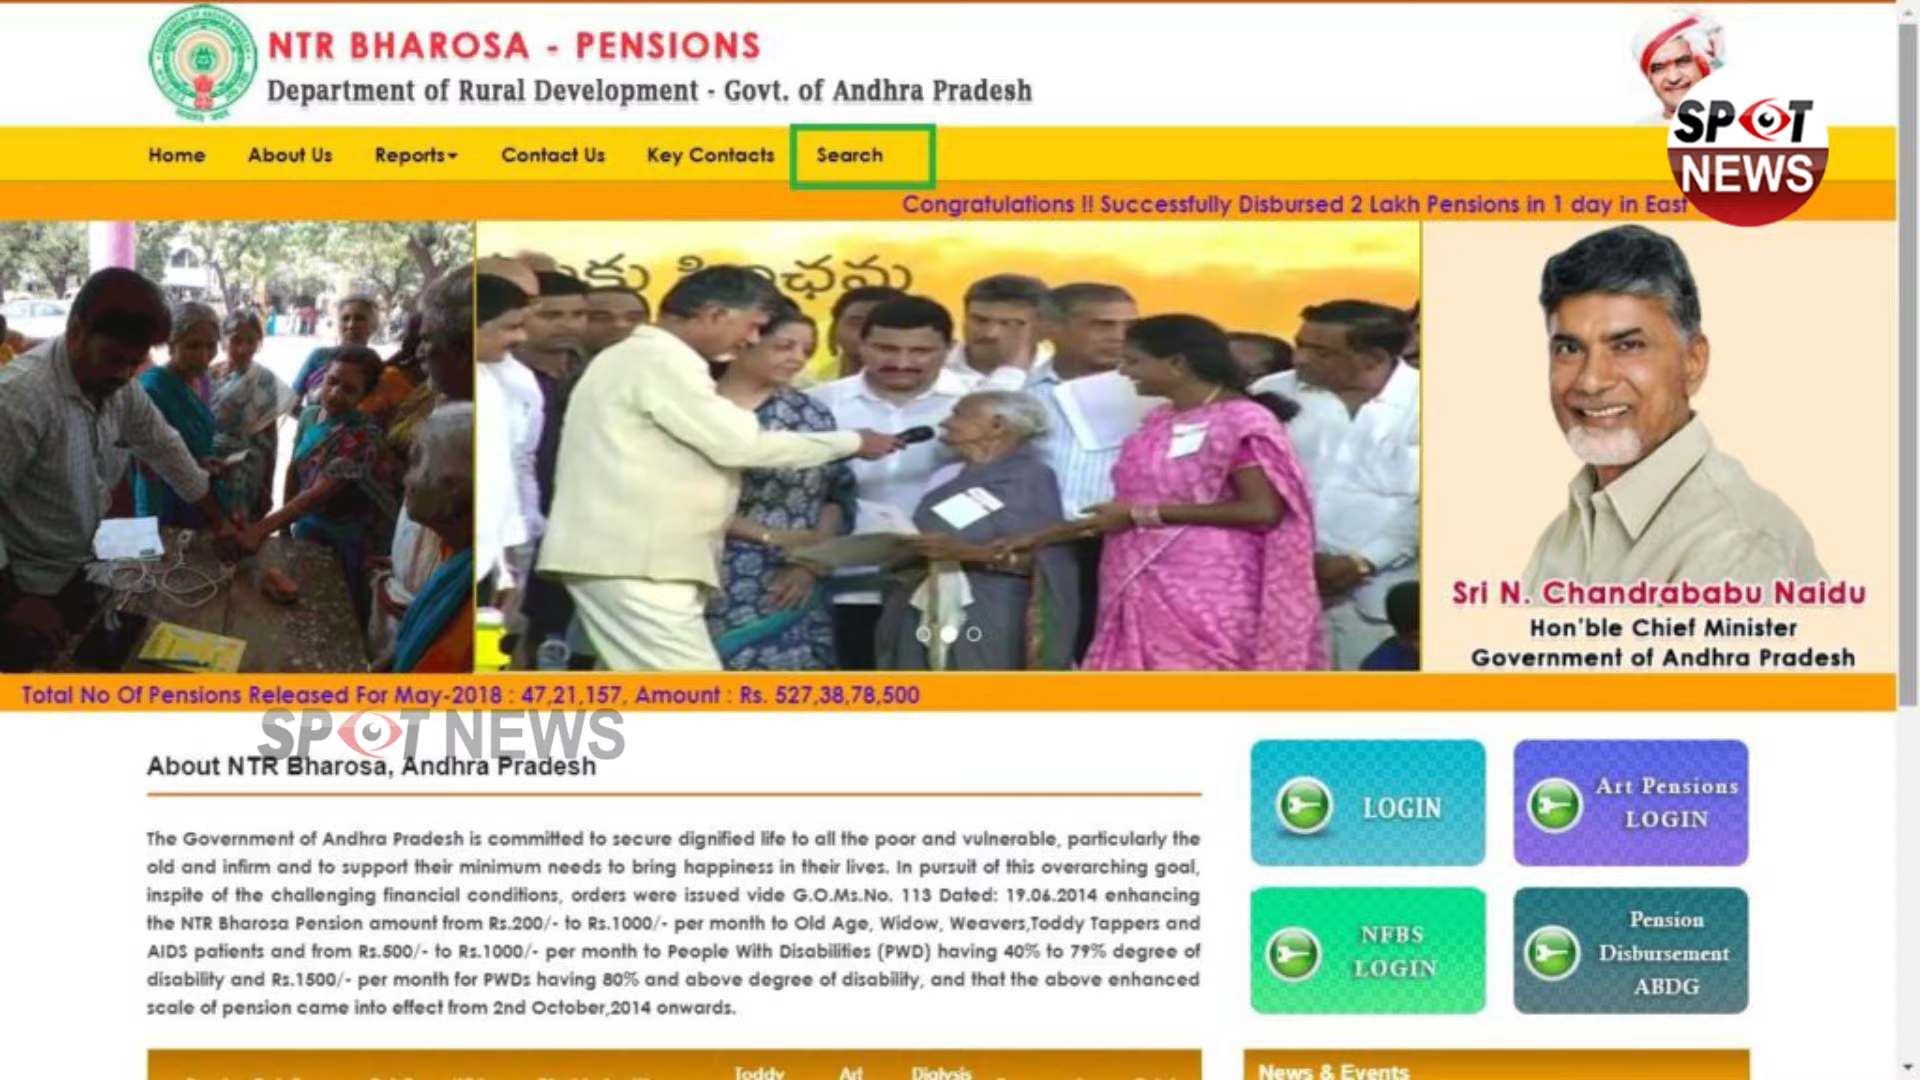 NTR BHAROSA - PENSIONS
Department of Rural Development - Govt. of Andhra Pradesh
SPOT
NEWS
Home About Us Reports Contact Us Key Contacts Search
Congratulations !! Successfully Disbursed 2 Lakh Pensions in 1 day in East
Sri N. Chandrababu Naidu
Hon'ble Chief Minister
Government of Andhra Pradesh
Total No Of Pensions Released For May-2018 : 47,21,157, Amount : Rs. 527,38,78,500
SPOT NEWS
About NTR Bharosa, Andhra Pradesh
The Government of Andhra Pradesh is committed to secure dignified life to all the poor and vulnerable, particularly the
old and infirm and to support their minimum needs to bring happiness in their lives. In pursuit of this overarching goal,
inspite of the challenging financial conditions, orders were issued vide G.O.Ms.No. 113 Dated: 19.06.2014 enhancing
the NTR Bharosa Pension amount from Rs.200/- to Rs.1000/- per month to Old Age, Widow, Weavers,Toddy Tappers and
AIDS patients and from Rs.500/- to Rs.1000/- per month to People With Disabilities (PWD) having 40% to 79% degree of
disability and Rs.1500/- per month for PWDs having 80% and above degree of disability, and that the above enhanced
scale of pension came into effect from 2nd October,2014 onwards.
LOGIN
Art Pensions
LOGIN
NFBS
LOGIN
Pension
Disbursement
ABDG
Toddy Art Dialysis
News & Events